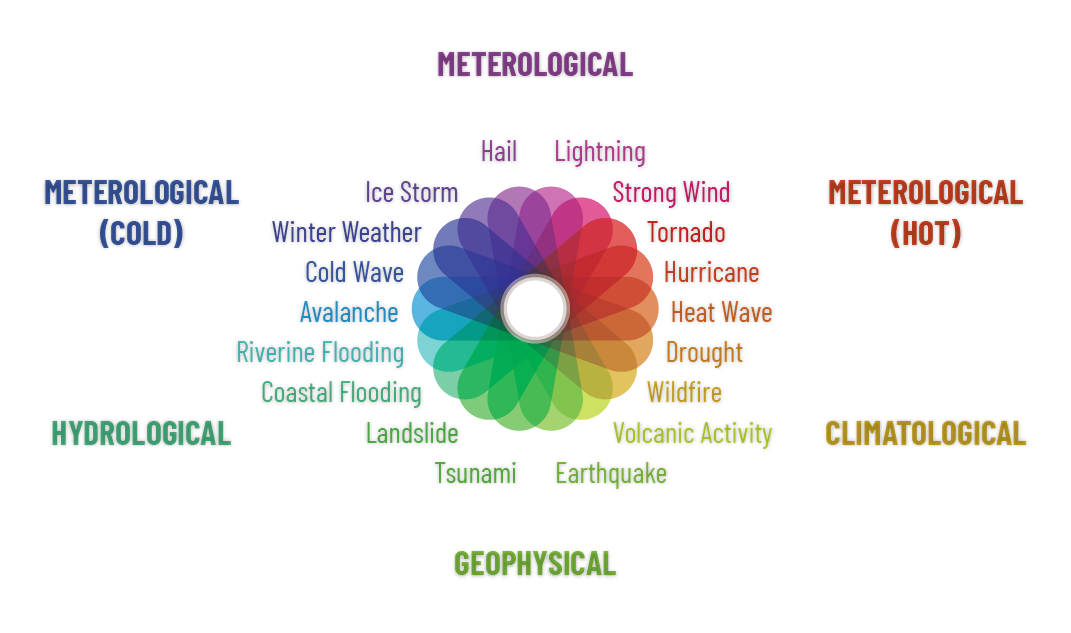 METEROLOGICAL
Hail
Lightning
METEROLOGICAL
(COLD)
Ice Storm
Strong Wind
METEROLOGICAL
(HOT)
Winter Weather
Tornado
Cold Wave
Hurricane
Avalanche
Heat Wave
Riverine Flooding
Drought
Coastal Flooding
Wildfire
HYDROLOGICAL
Landslide
Volcanic Activity
CLIMATOLOGICAL
Tsunami
Earthquake
GEOPHYSICAL